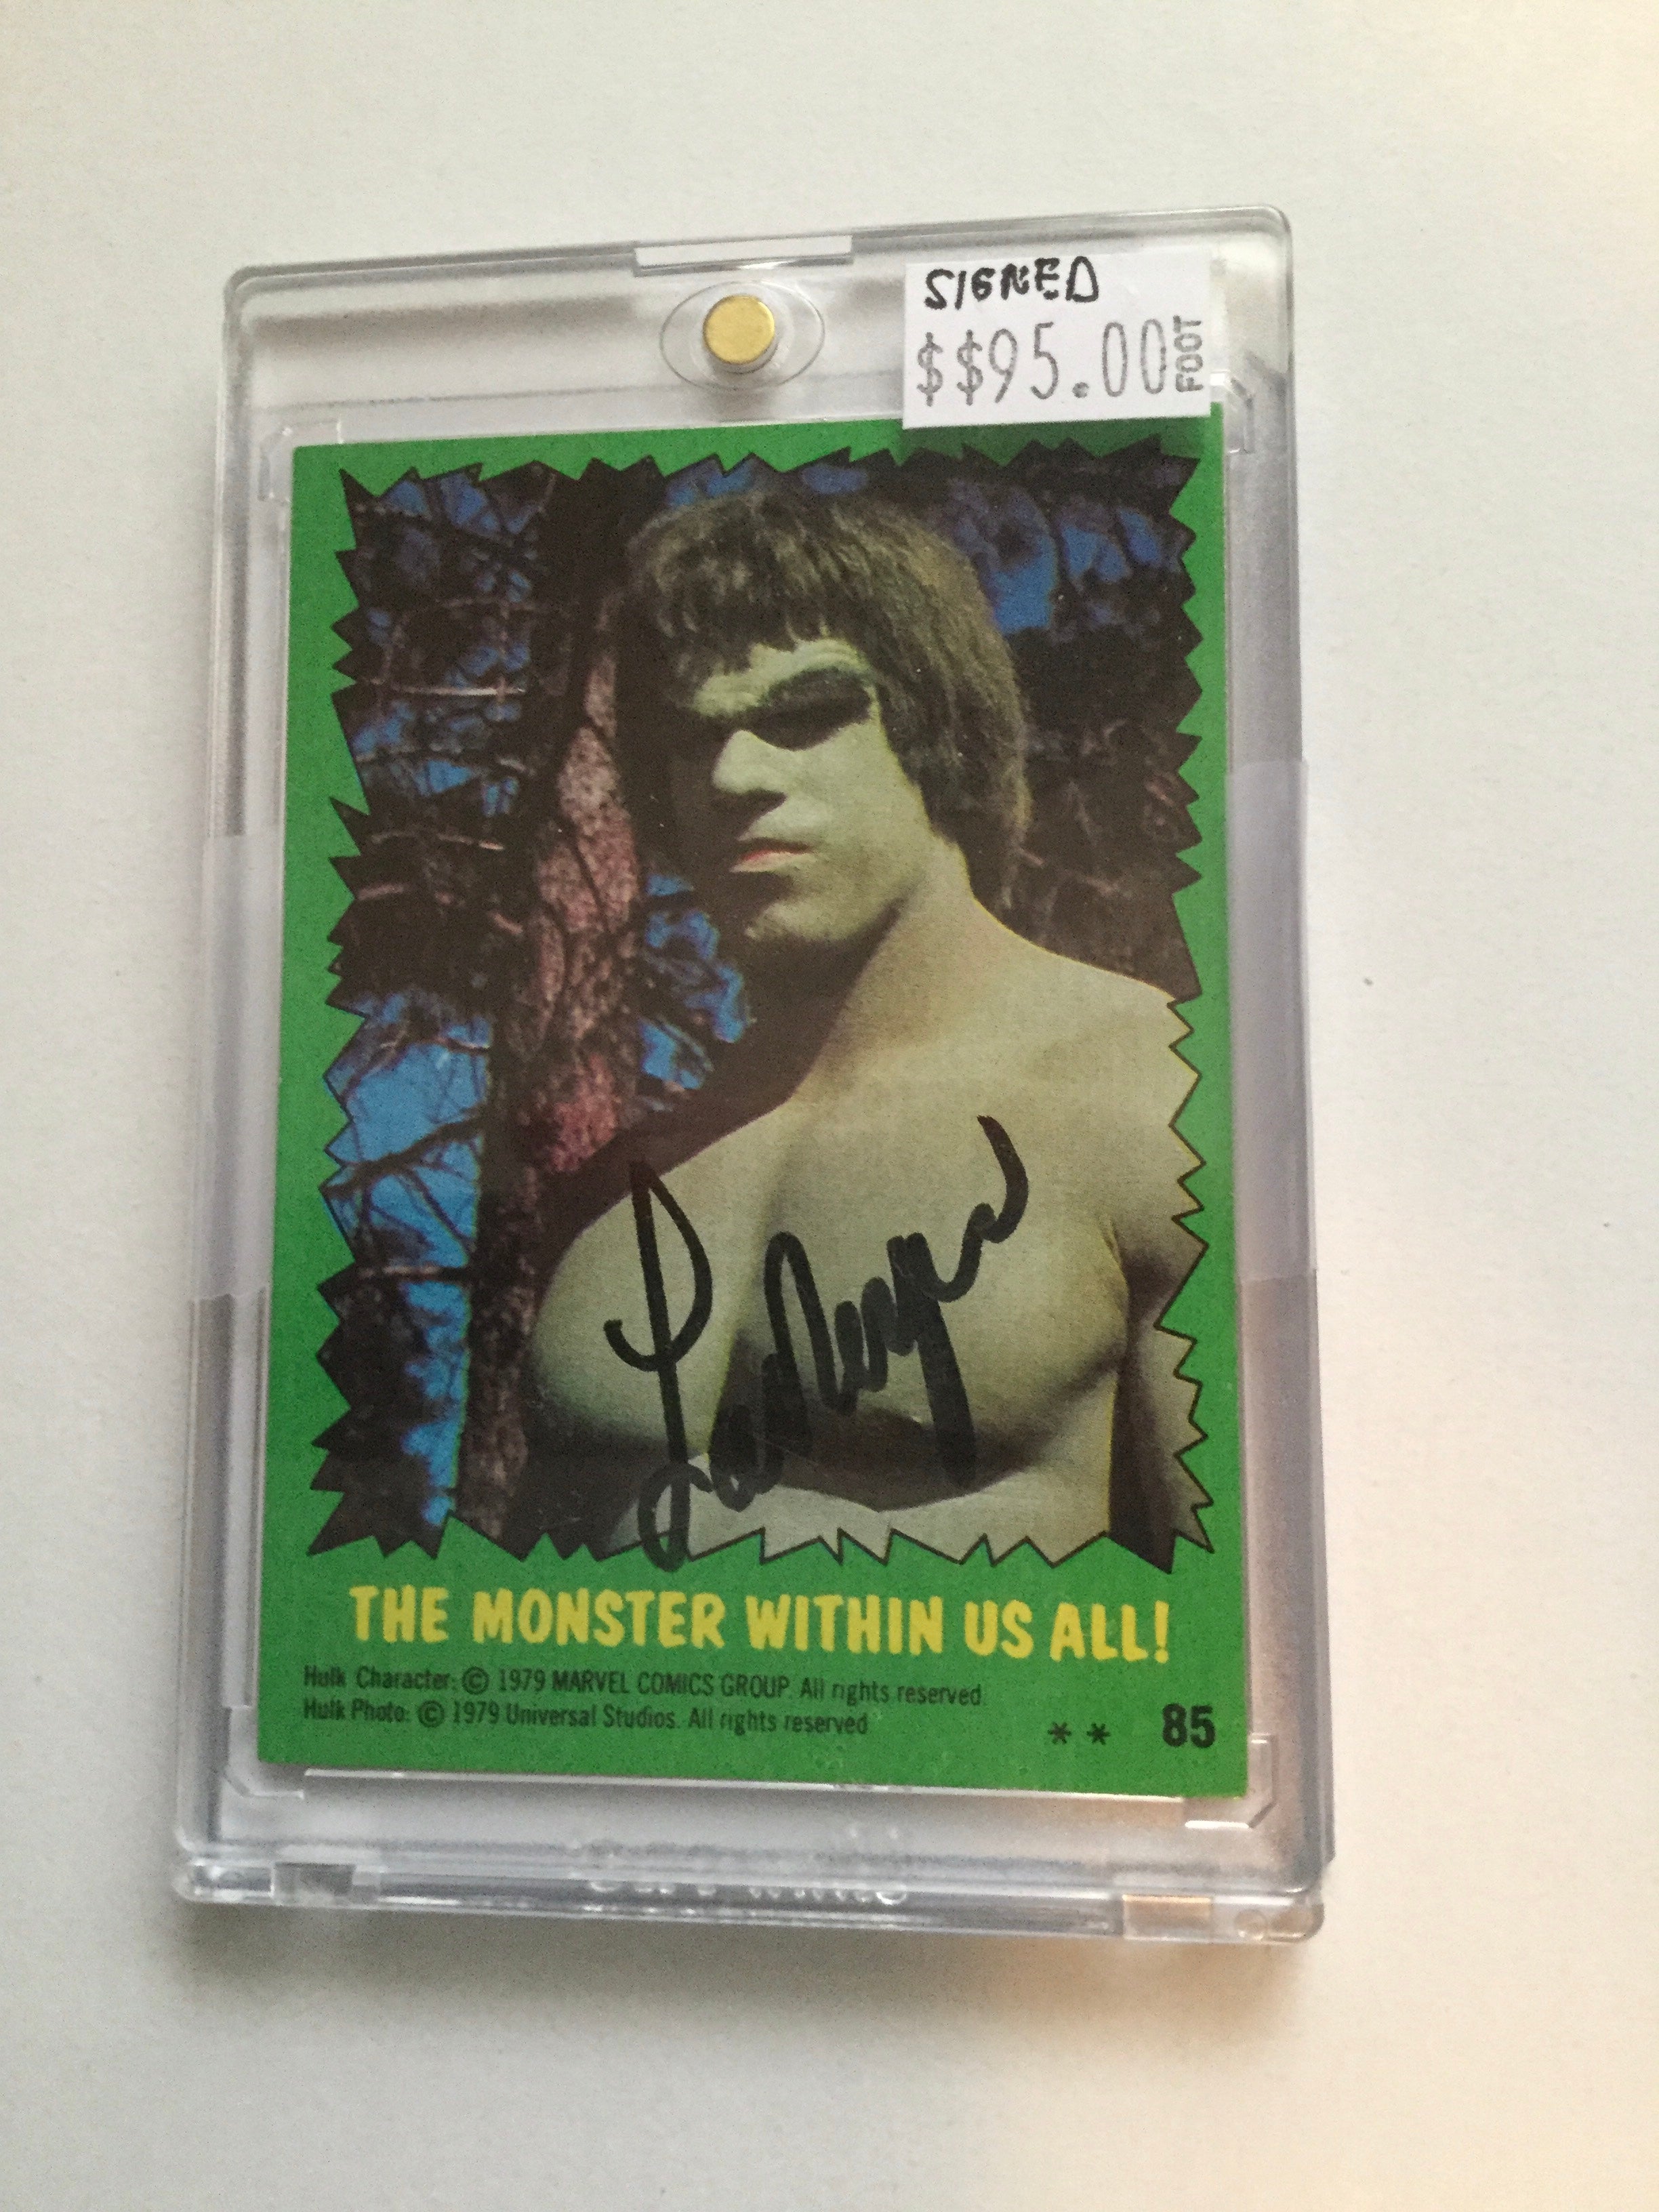 SIGNED
$$95.00 FOOT
THE MONSTER WITHIN US ALL!
Hulk Character: © 1979 MARVEL COMICS GROUP. All rights reserved.
Hulk Photo: © 1979 Universal Studios. All rights reserved
** 85